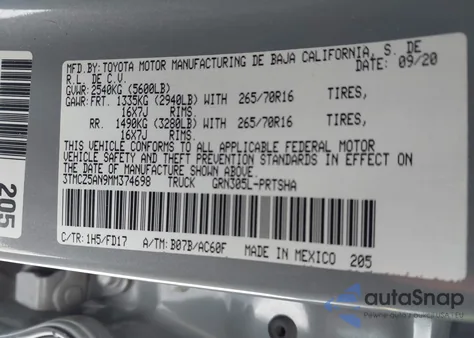 MFD.BY: TOYOTA MOTOR MANUFACTURING DE BAJA CALIFORNIA, S. DE
R.L. DE C.V. DATE: 09/20
GVWR: 2540KG (5600LB)
GAWR: FRT. 1335KG (2940LB) WITH 265/70R16 TIRES,
16X7J RIMS.
RR. 1490KG (3280LB) WITH 265/70R16 TIRES,
16X7J RIMS.
THIS VEHICLE CONFORMS TO ALL APPLICABLE FEDERAL MOTOR
VEHICLE SAFETY AND THEFT PREVENTION STANDARDS IN EFFECT ON
THE DATE OF MANUFACTURE SHOWN ABOVE.
3TMCZ5AN9MM374698 TRUCK GRN305L-PRTSHA
C/TR: 1H5/FD17 A/TM: B07B/AC60F MADE IN MEXICO 205
205
autoSnap